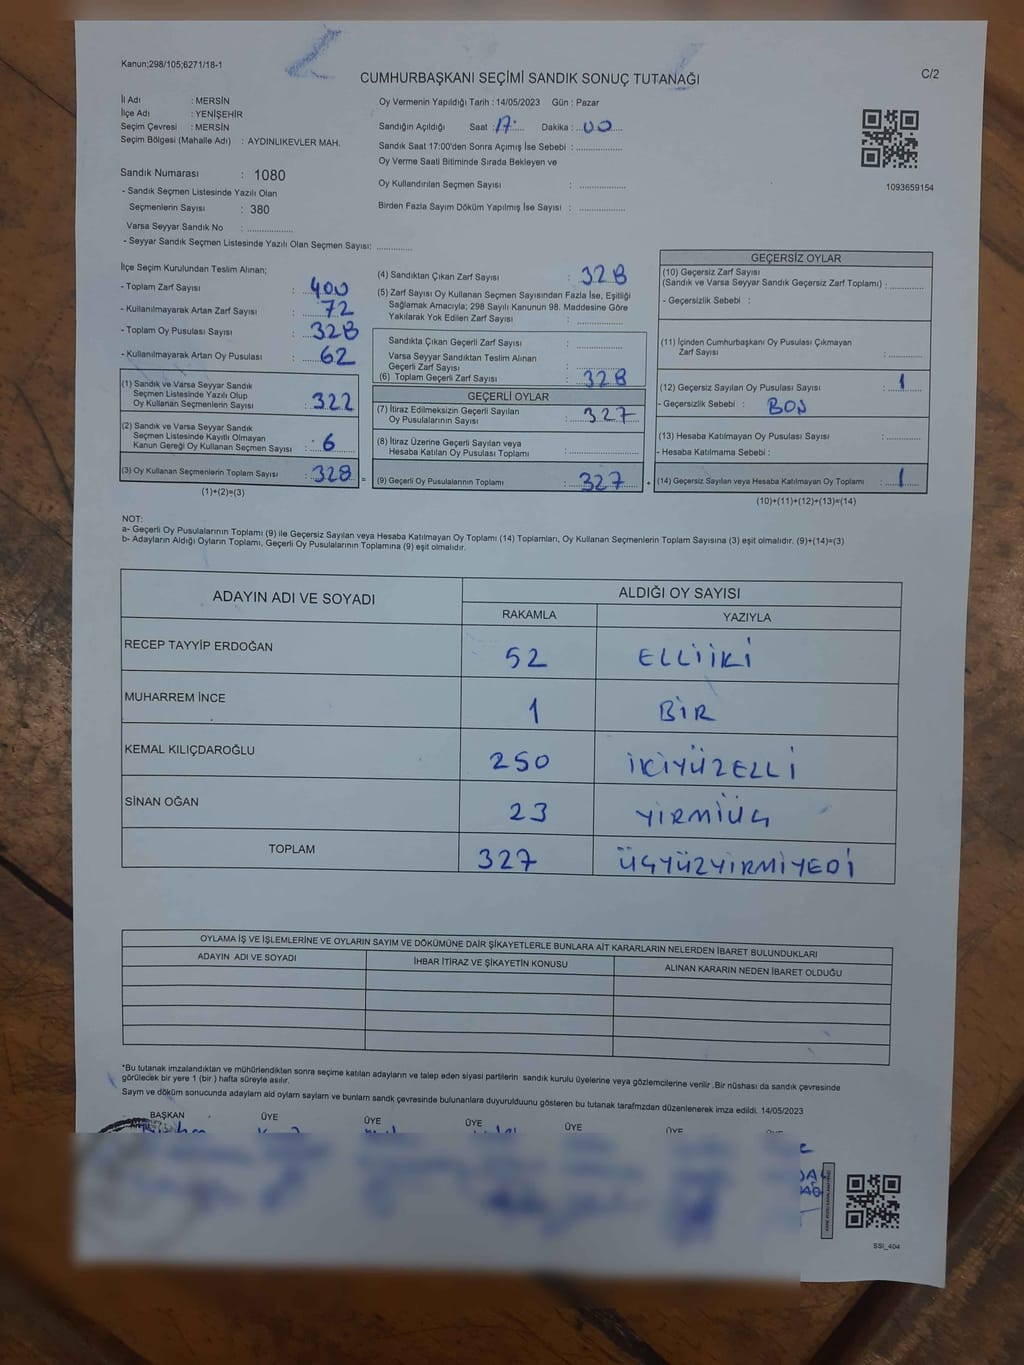 Kanun;298/105;6271/18-1
CUMHURBAŞKANI SEÇİMİ SANDIK SONUÇ TUTANAĞI
C/2
İl Adı : MERSİN
İlçe Adı : YENİŞEHİR
Seçim Çevresi : MERSİN
Seçim Bölgesi (Mahalle Adı) : AYDINLIKEVLER MAH.
Sandık Numarası : 1080
- Sandık Seçmen Listesinde Yazılı Olan
Seçmenlerin Sayısı : 380
Varsa Seyyar Sandık No : ..............
- Seyyar Sandık Seçmen Listesinde Yazılı Olan Seçmen Sayısı: ............
Oy Vermenin Yapıldığı Tarih : 14/05/2023 Gün : Pazar
Sandığın Açıldığı Saat : 17 Dakika : 00
Sandık Saat 17:00'den Sonra Açımış İse Sebebi : ..............
Oy Verme Saati Bitiminde Sırada Bekleyen ve
Oy Kullandırılan Seçmen Sayısı : ..............
Birden Fazla Sayım Döküm Yapılmış İse Sayısı : ..............
1093659154
İlçe Seçim Kurulundan Teslim Alınan;
- Toplam Zarf Sayısı : 400
- Kullanılmayarak Artan Zarf Sayısı : 72
- Toplam Oy Pusulası Sayısı : 328
- Kullanılmayarak Artan Oy Pusulası : 62
(1) Sandık ve Varsa Seyyar Sandık
Seçmen Listesinde Yazılı Olup
Oy Kullanan Seçmenlerin Sayısı : 322
(2) Sandık ve Varsa Seyyar Sandık
Seçmen Listesinde Kayıtlı Olmayan
Kanun Gereği Oy Kullanan Seçmen Sayısı : 6
(3) Oy Kullanan Seçmenlerin Toplam Sayısı : 328 =
(1)+(2)=(3)
(4) Sandıktan Çıkan Zarf Sayısı : 328
(5) Zarf Sayısı Oy Kullanan Seçmen Sayısından Fazla İse, Eşitliği
Sağlamak Amacıyla; 298 Sayılı Kanunun 98. Maddesine Göre
Yakılarak Yok Edilen Zarf Sayısı : ..............
Sandıkta Çıkan Geçerli Zarf Sayısı : ..............
Varsa Seyyar Sandıktan Teslim Alınan
Geçerli Zarf Sayısı : ..............
(6) Toplam Geçerli Zarf Sayısı : 328
GEÇERLİ OYLAR
(7) İtiraz Edilmeksizin Geçerli Sayılan
Oy Pusulalarının Sayısı : 327
(8) İtiraz Üzerine Geçerli Sayılan veya
Hesaba Katılan Oy Pusulası Toplamı : ..............
(9) Geçerli Oy Pusulalarının Toplamı : 327 +
GEÇERSİZ OYLAR
(10) Geçersiz Zarf Sayısı
(Sandık ve Varsa Seyyar Sandık Geçersiz Zarf Toplamı) : ..............
- Geçersizlik Sebebi :
(11) İçinden Cumhurbaşkanı Oy Pusulası Çıkmayan
Zarf Sayısı : ..............
(12) Geçersiz Sayılan Oy Pusulası Sayısı : 1
- Geçersizlik Sebebi : BOŞ
(13) Hesaba Katılmayan Oy Pusulası Sayısı : ..............
- Hesaba Katılmama Sebebi :
(14) Geçersiz Sayılan veya Hesaba Katılmayan Oy Toplamı : 1
(10)+(11)+(12)+(13)=(14)
NOT:
a- Geçerli Oy Pusulalarının Toplamı (9) ile Geçersiz Sayılan veya Hesaba Katılmayan Oy Toplamı (14) Toplamları, Oy Kullanan Seçmenlerin Toplam Sayısına (3) eşit olmalıdır. (9)+(14)=(3)
b- Adayların Aldığı Oyların Toplamı, Geçerli Oy Pusulalarının Toplamına (9) eşit olmalıdır.
ADAYIN ADI VE SOYADI ALDIĞI OY SAYISI
RAKAMLA YAZIYLA
RECEP TAYYİP ERDOĞAN 52 ELLİİKİ
MUHARREM İNCE 1 BİR
KEMAL KILIÇDAROĞLU 250 İKİYÜZELLİ
SİNAN OĞAN 23 YİRMİÜÇ
TOPLAM 327 ÜÇYÜZYİRMİYEDİ
OYLAMA İŞ VE İŞLEMLERİNE VE OYLARIN SAYIM VE DÖKÜMÜNE DAİR ŞİKAYETLERLE BUNLARA AİT KARARLARIN NELERDEN İBARET BULUNDUKLARI
ADAYIN ADI VE SOYADI İHBAR İTİRAZ VE ŞİKAYETİN KONUSU ALINAN KARARIN NEDEN İBARET OLDUĞU
*Bu tutanak imzalandıktan ve mühürlendikten sonra seçime katılan adayların ve talep eden siyasi partilerin sandık kurulu üyelerine veya gözlemcilerine verilir .Bir nüshası da sandık çevresinde
görülecek bir yere 1 (bir ) hafta süreyle asılır.
Sayım ve döküm sonucunda adayların aldı oyların sayların ve bunların sandık çevresinde bulunanlara duyurulduunu gösteren bu tutanak tarafmzdan düzenlenerek imza edildi. 14/05/2023
BAŞKAN ÜYE ÜYE ÜYE ÜYE ÜYE
SSİ_404